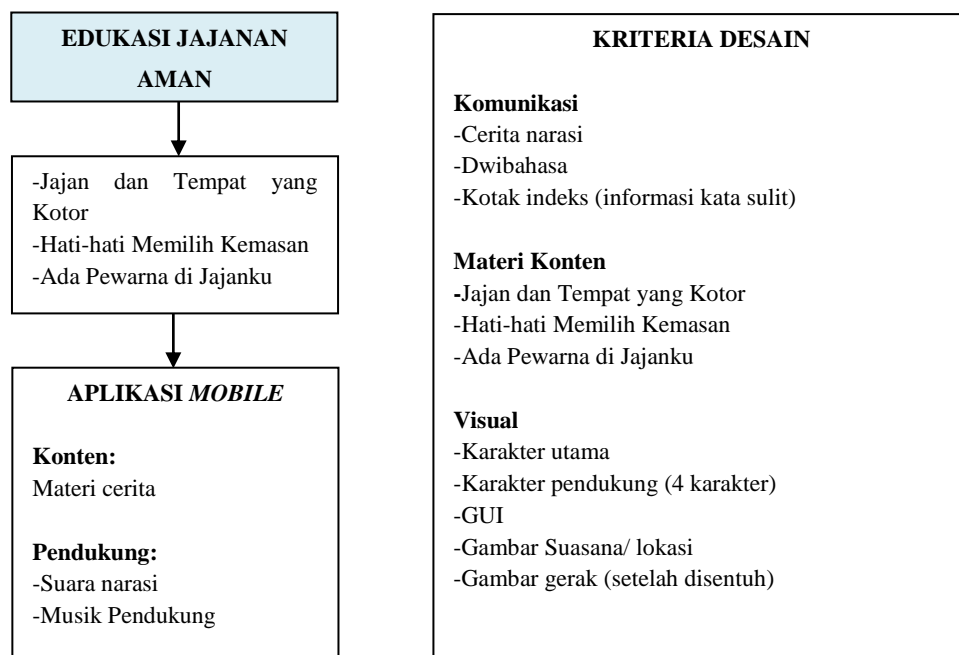 EDUKASI JAJANAN
AMAN
-Jajan dan Tempat yang
Kotor
-Hati-hati Memilih Kemasan
-Ada Pewarna di Jajanku
APLIKASI MOBILE
Konten:
Materi cerita
Pendukung:
-Suara narasi
-Musik Pendukung
KRITERIA DESAIN
Komunikasi
-Cerita narasi
-Dwibahasa
-Kotak indeks (informasi kata sulit)
Materi Konten
-Jajan dan Tempat yang Kotor
-Hati-hati Memilih Kemasan
-Ada Pewarna di Jajanku
Visual
-Karakter utama
-Karakter pendukung (4 karakter)
-GUI
-Gambar Suasana/ lokasi
-Gambar gerak (setelah disentuh)